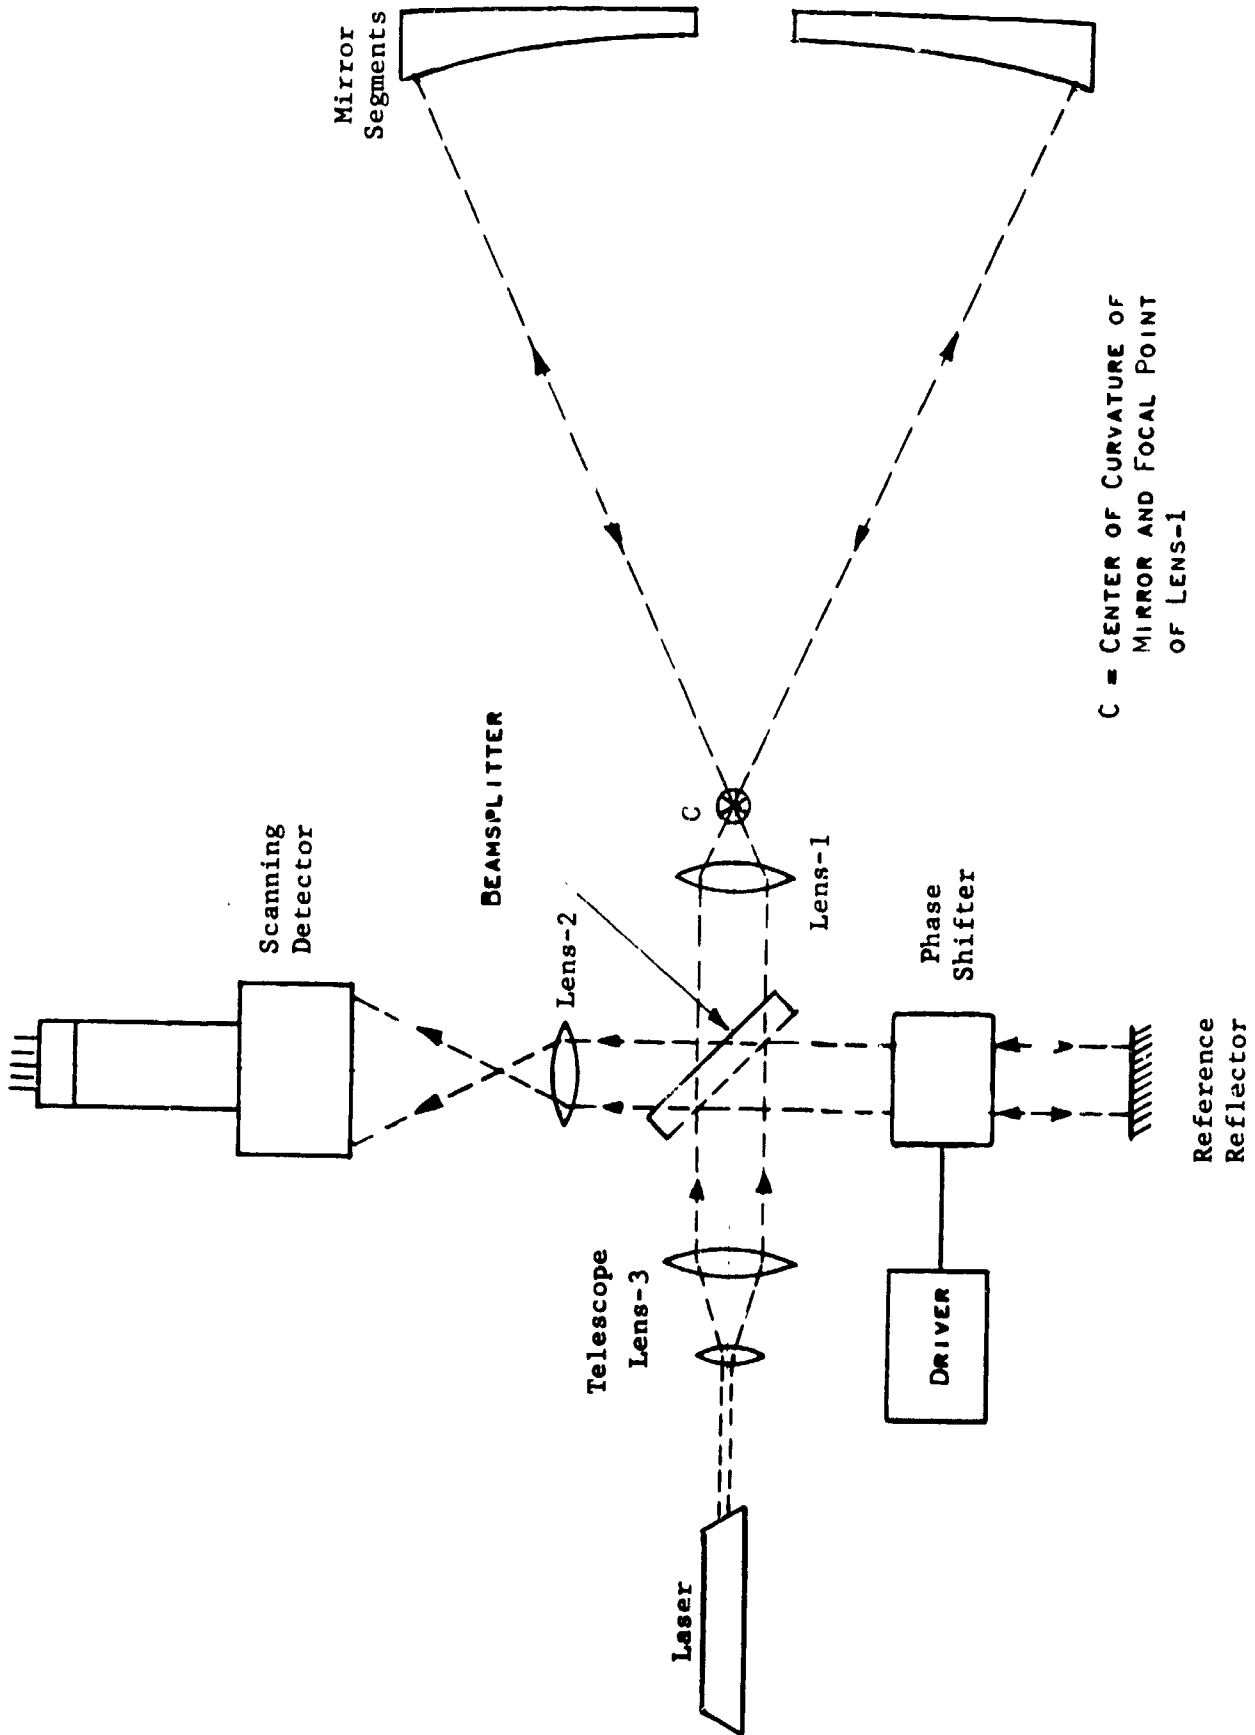 Mirror
Segments
Scanning
Detector
BEAMSPLITTER
Lens-2
C
Lens-1
Telescope
Lens-3
Laser
Phase
Shifter
DRIVER
Reference
Reflector
C = CENTER OF CURVATURE OF
MIRROR AND FOCAL POINT
OF LENS-1